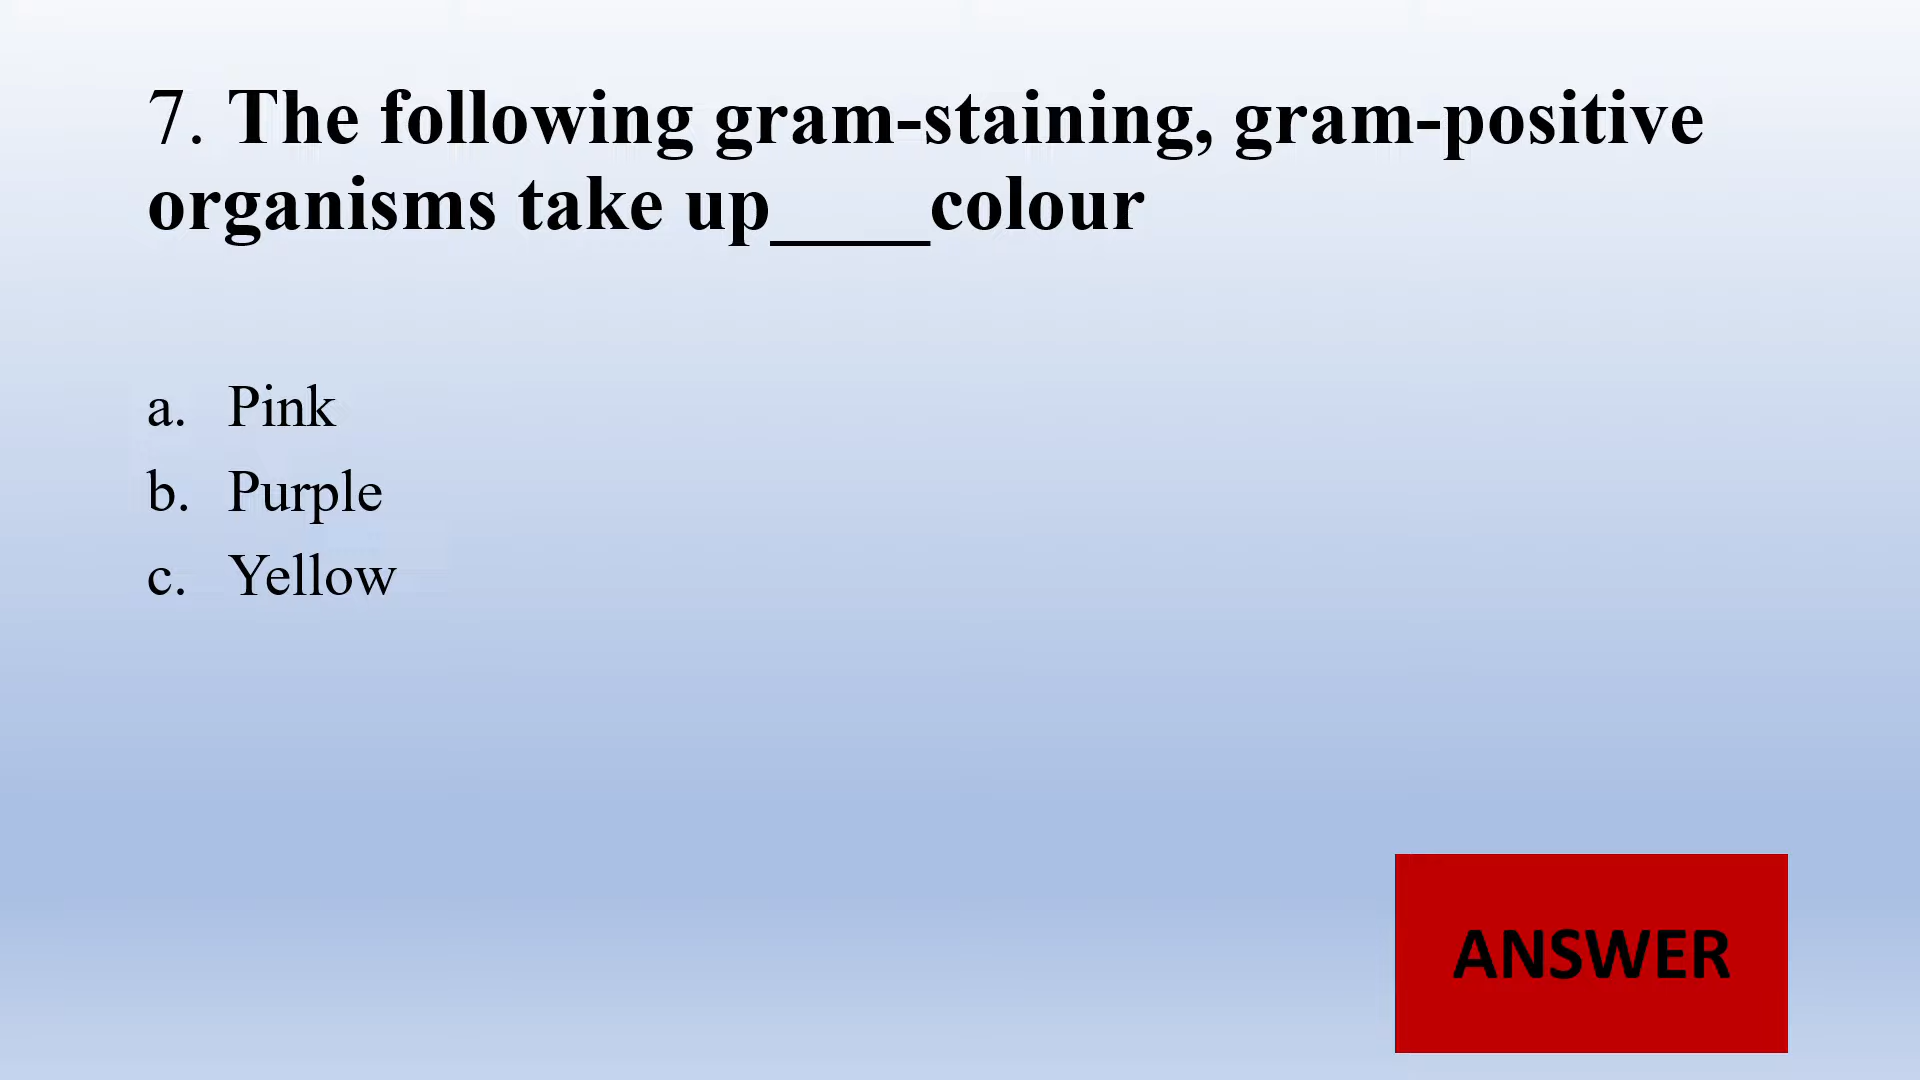 7. The following gram-staining, gram-positive
organisms take up____colour
a. Pink
b. Purple
c. Yellow
ANSWER